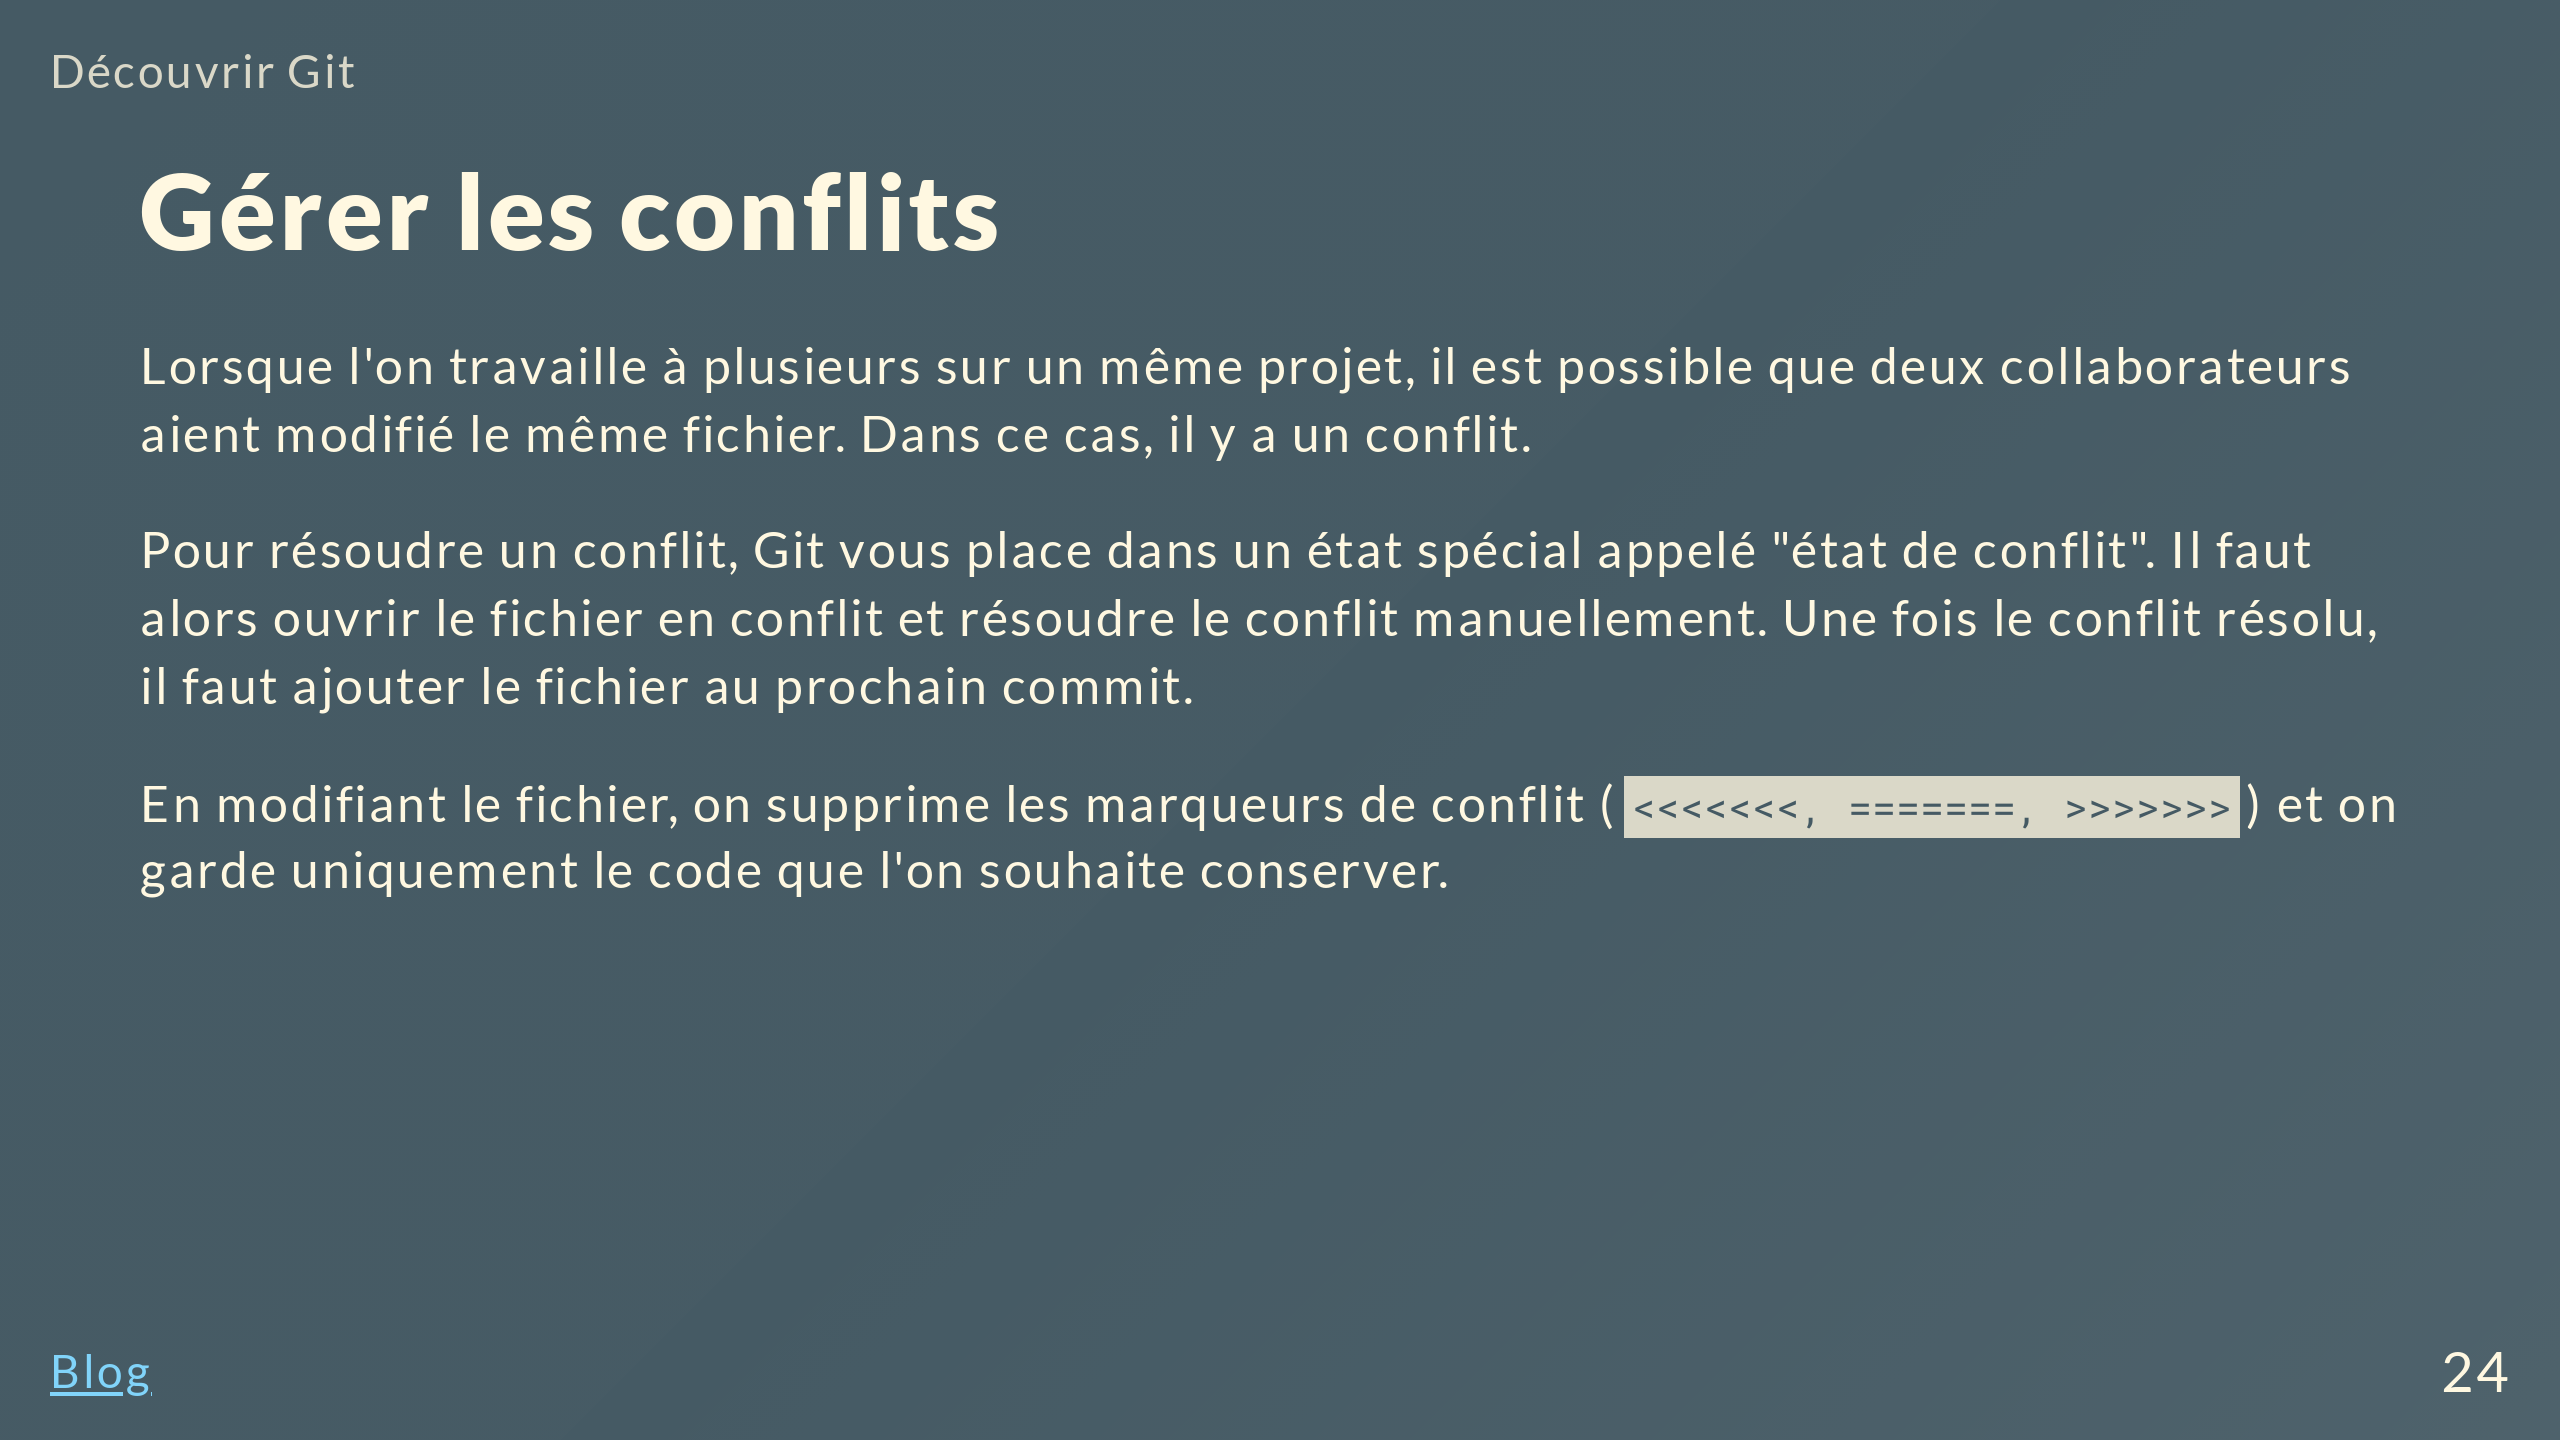 Découvrir Git
Gérer les conflits
Lorsque l'on travaille à plusieurs sur un même projet, il est possible que deux collaborateurs
aient modifié le même fichier. Dans ce cas, il y a un conflit.
Pour résoudre un conflit, Git vous place dans un état spécial appelé "état de conflit". Il faut
alors ouvrir le fichier en conflit et résoudre le conflit manuellement. Une fois le conflit résolu,
il faut ajouter le fichier au prochain commit.
En modifiant le fichier, on supprime les marqueurs de conflit ( <<<<<<<, =======, >>>>>>> ) et on
garde uniquement le code que l'on souhaite conserver.
Blog
24